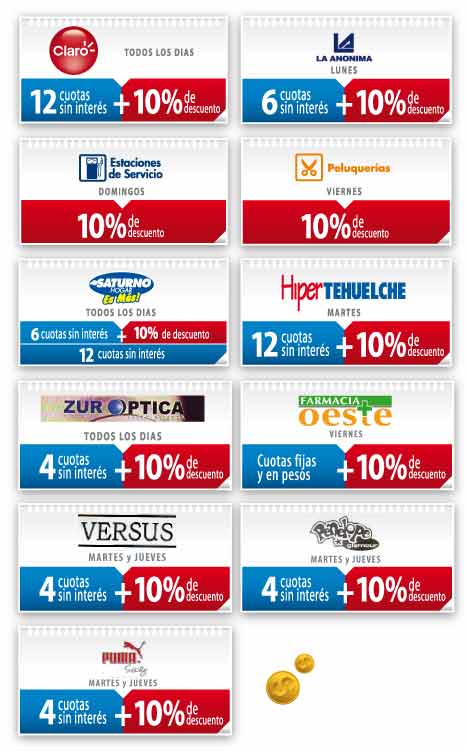 Claro
TODOS LOS DIAS
12 cuotas sin interés + 10% de descuento
LA ANONIMA
LUNES
6 cuotas sin interés + 10% de descuento
Estaciones
de Servicio
DOMINGOS
10% de descuento
Peluquerías
VIERNES
10% de descuento
SATURNO
HOGAR
Es Más!
TODOS LOS DIAS
6 cuotas sin interés + 10% de descuento
12 cuotas sin interés
HiperTEHUELCHE
MARTES
12 cuotas sin interés + 10% de descuento
ZUR OPTICA
TODOS LOS DIAS
4 cuotas sin interés + 10% de descuento
FARMACIA
oeste
VIERNES
Cuotas fijas y en pesos + 10% de descuento
VERSUS
MARTES y JUEVES
4 cuotas sin interés + 10% de descuento
Penelope
glamour
MARTES y JUEVES
4 cuotas sin interés + 10% de descuento
PUMA
MARTES y JUEVES
4 cuotas sin interés + 10% de descuento